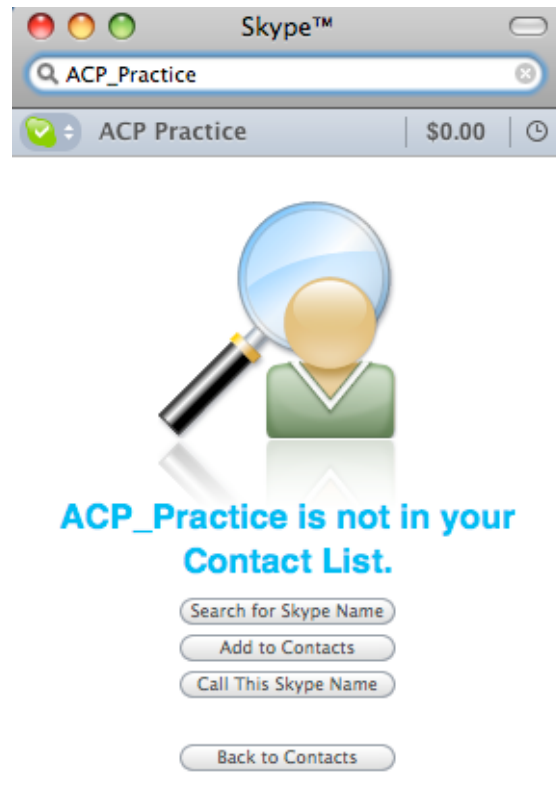 Skype™
ACP_Practice
ACP Practice $0.00
ACP_Practice is not in your
Contact List.
Search for Skype Name
Add to Contacts
Call This Skype Name
Back to Contacts